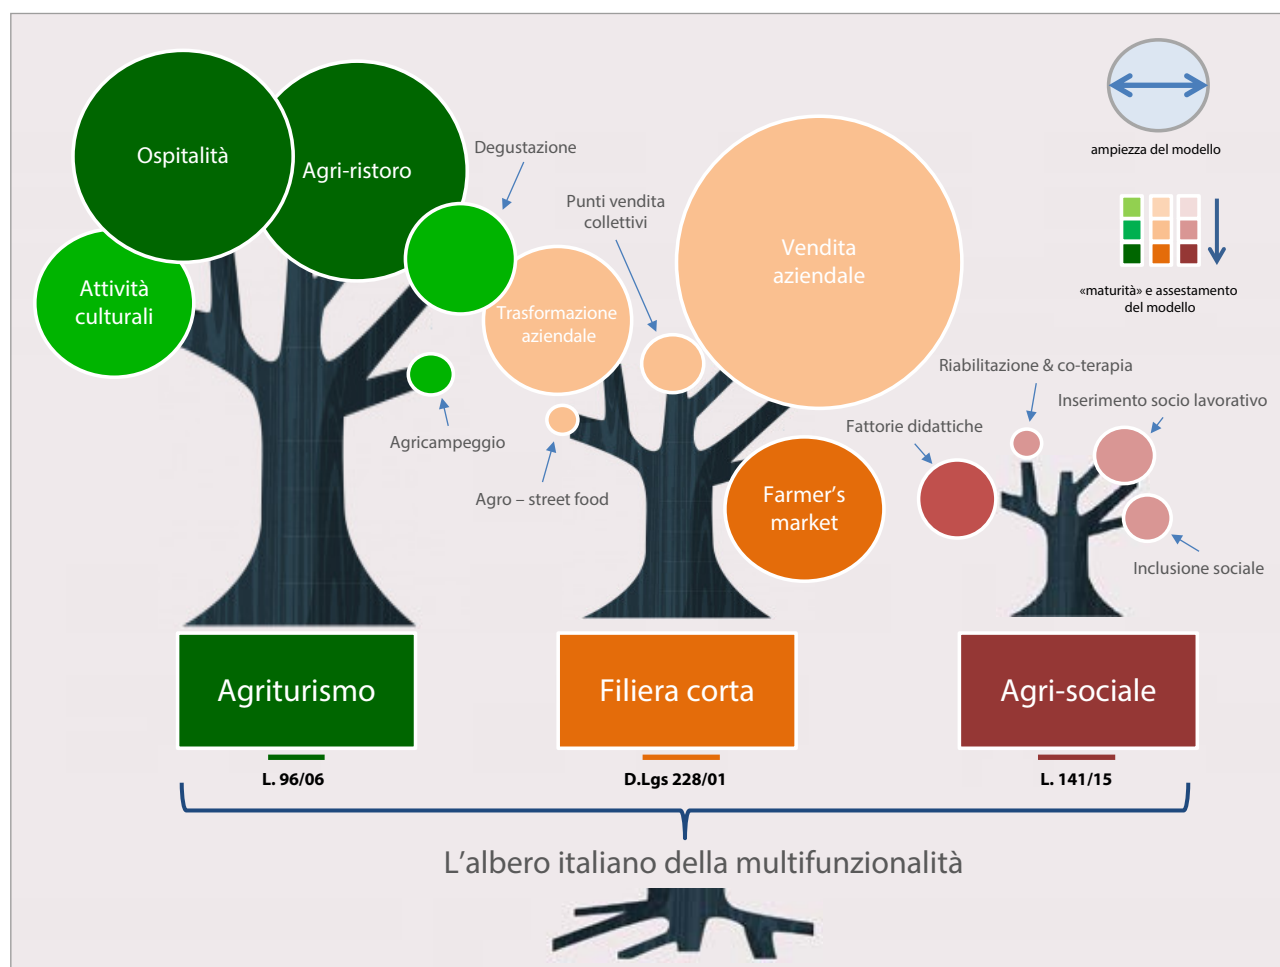 Ospitalità
Agri-ristoro
Degustazione
Attività
culturali
Agricampeggio
Punti vendita
collettivi
Trasformazione
aziendale
Agro – street food
Vendita
aziendale
Farmer’s
market
ampiezza del modello
«maturità» e assestamento
del modello
Riabilitazione & co-terapia
Inserimento socio lavorativo
Fattorie didattiche
Inclusione sociale
Agriturismo
Filiera corta
Agri-sociale
L. 96/06
D.Lgs 228/01
L. 141/15
L’albero italiano della multifunzionalità